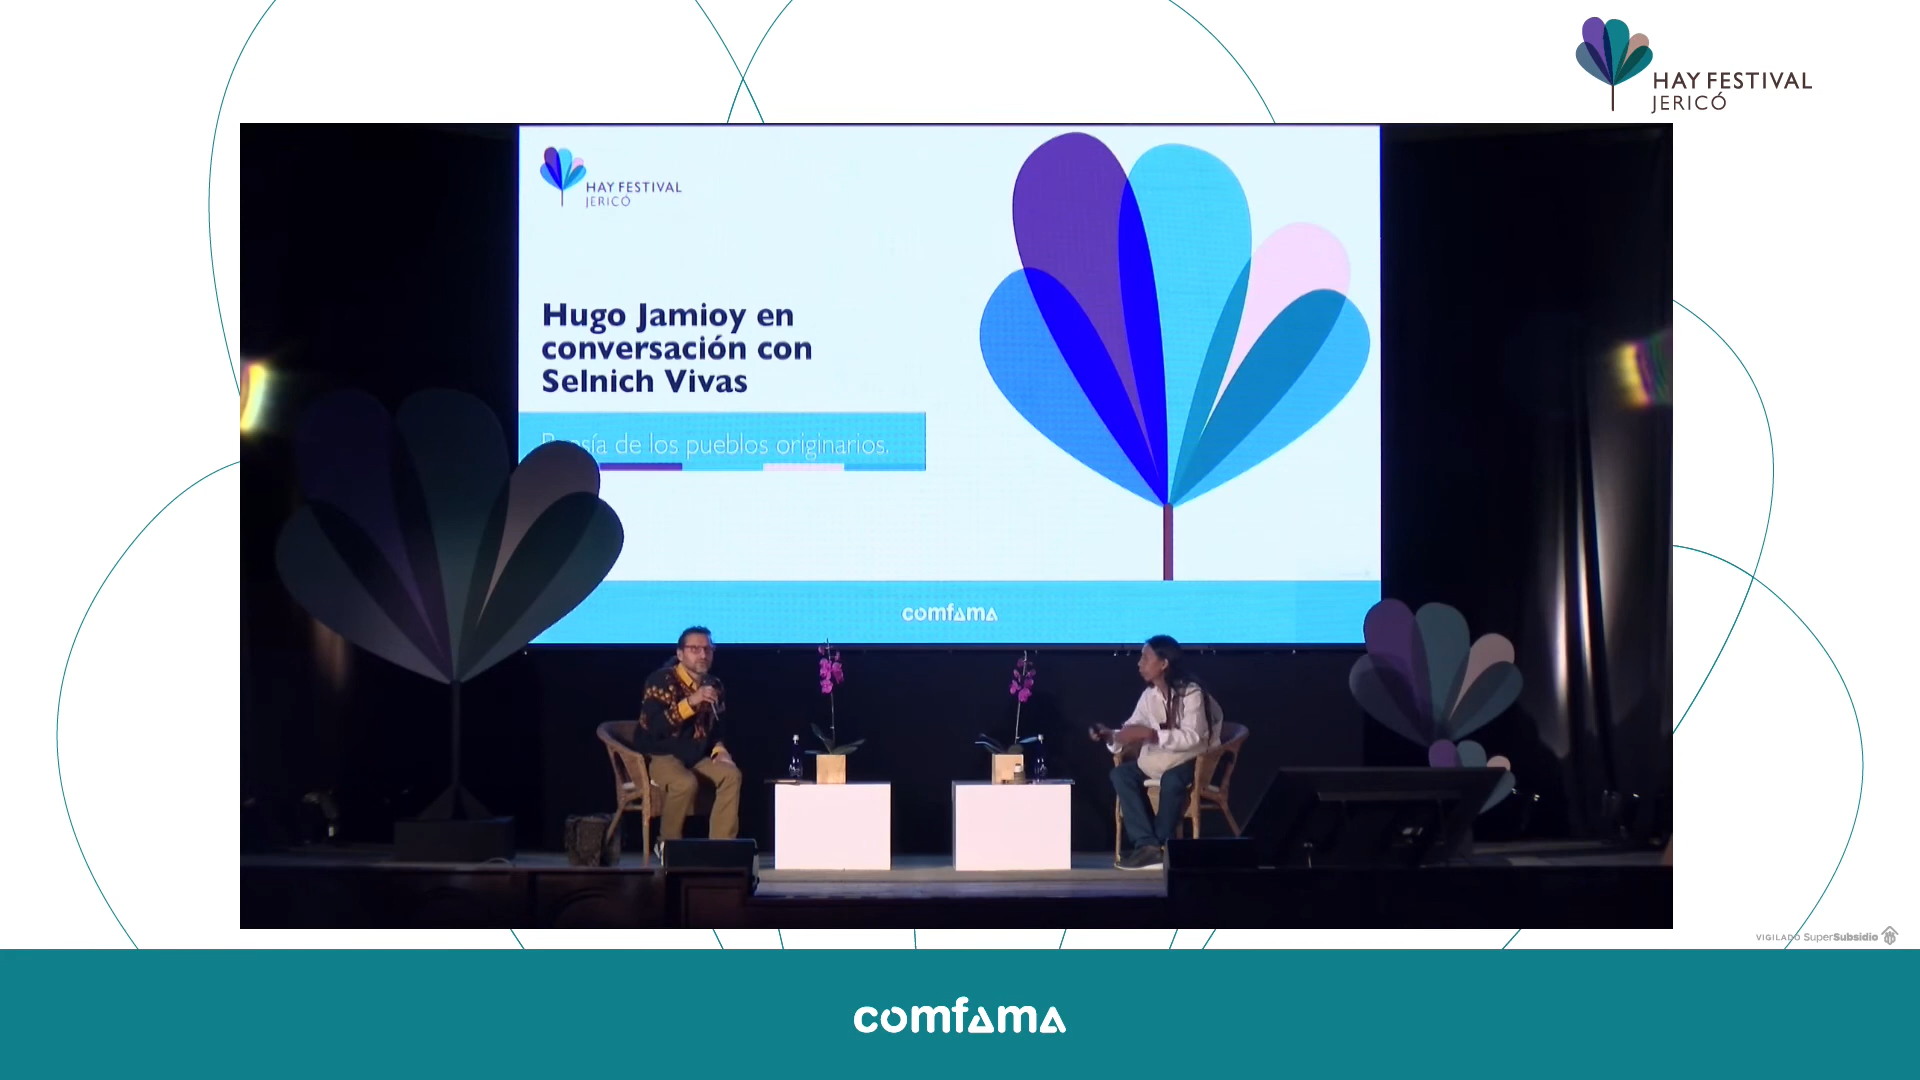 HAY FESTIVAL
JERICÓ
HAY FESTIVAL
JERICÓ
Hugo Jamioy en
conversación con
Selnich Vivas
Poesía de los pueblos originarios.
comfama
VIGILADO SuperSubsidio
comfama